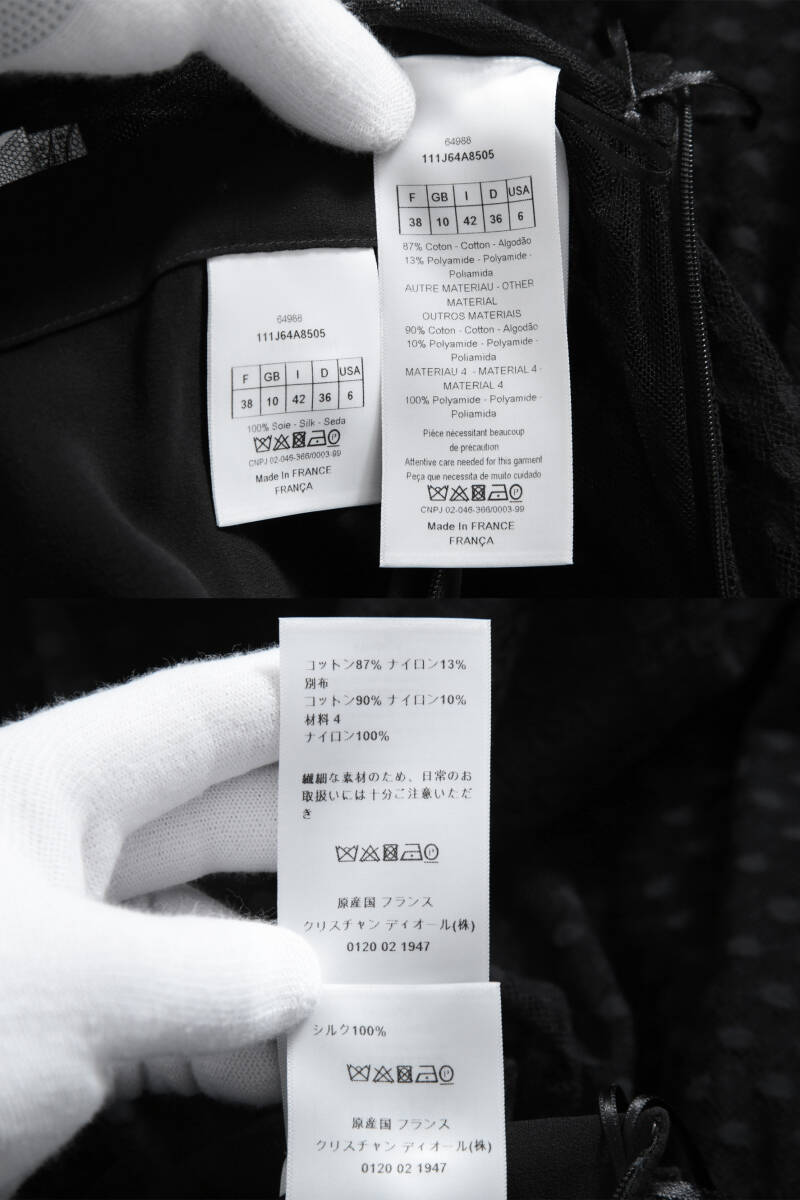 64988
111J64A8505
F GB I D USA
38 10 42 36 6
87% Coton - Cotton - Algodão
13% Polyamide - Polyamide -
Poliamida
AUTRE MATERIAU - OTHER
MATERIAL
OUTROS MATERIAIS
90% Coton - Cotton - Algodão
10% Polyamide - Polyamide -
Poliamida
MATERIAU 4 - MATERIAL 4 -
MATERIAL 4
100% Polyamide - Polyamide -
Poliamida
Pièce nécessitant beaucoup
de précaution
Attentive care needed for this garment
Peça que necessita de muito cuidado
CNPJ 02-046-366/0003-99
Made In FRANCE
FRANÇA
64988
111J64A8505
F GB I D USA
38 10 42 36 6
100% Soie - Silk - Seda
CNPJ 02-046-366/0003-99
Made In FRANCE
FRANÇA
コットン87% ナイロン13%
別布
コットン90% ナイロン10%
材料 4
ナイロン100%
繊細な素材のため、日常のお
取扱いには十分ご注意いただ
き
原産国 フランス
クリスチャン ディオール(株)
0120 02 1947
シルク100%
原産国 フランス
クリスチャン ディオール(株)
0120 02 1947